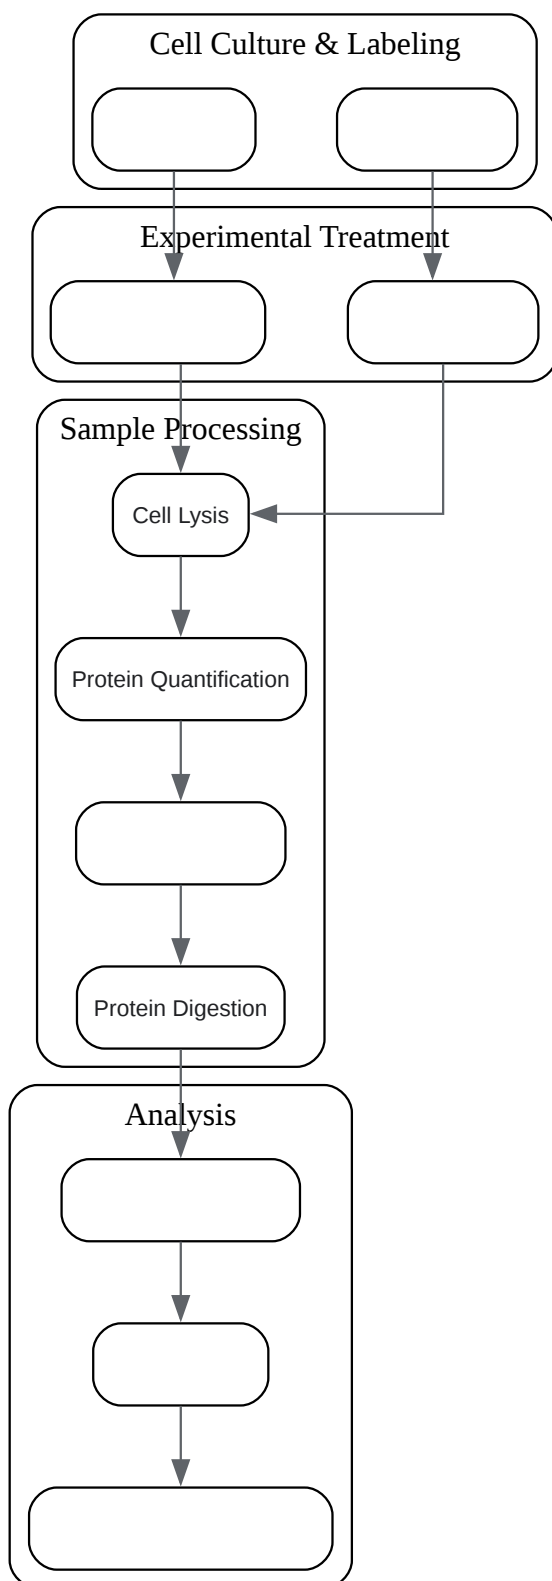 Cell Culture & Labeling
Experimental Treatment
Sample Processing
Cell Lysis
Protein Quantification
Protein Digestion
Analysis